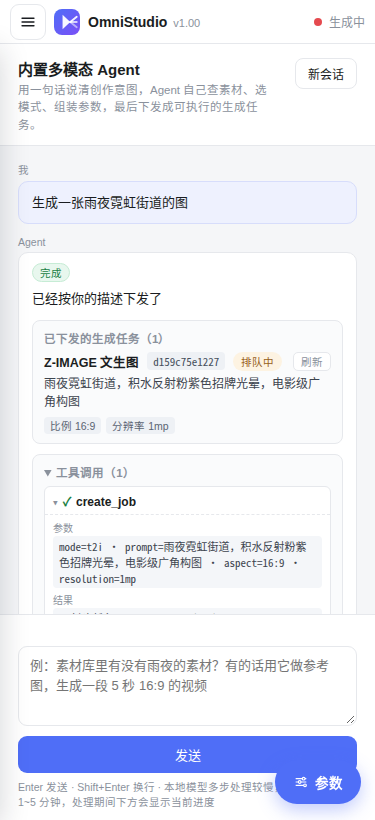 OmniStudio v1.00
生成中
内置多模态 Agent
新会话
用一句话说清创作意图，Agent 自己查素材、选
模式、组装参数，最后下发成可执行的生成任
务。
我
生成一张雨夜霓虹街道的图
Agent
完成
已经按你的描述下发了
已下发的生成任务（1）
Z-IMAGE 文生图 d159c75e1227 排队中 刷新
雨夜霓虹街道，积水反射粉紫色招牌光晕，电影级广
角构图
比例 16:9 分辨率 1mp
▼ 工具调用（1）
▾ ✓ create_job
参数
mode=t2i · prompt=雨夜霓虹街道，积水反射粉紫
色招牌光晕，电影级广角构图 · aspect=16:9 ·
resolution=1mp
结果
例：素材库里有没有雨夜的素材？有的话用它做参考
图，生成一段 5 秒 16:9 的视频
发送
Enter 发送 · Shift+Enter 换行 · 本地模型多步处理较慢
1~5 分钟，处理期间下方会显示当前进度
参数